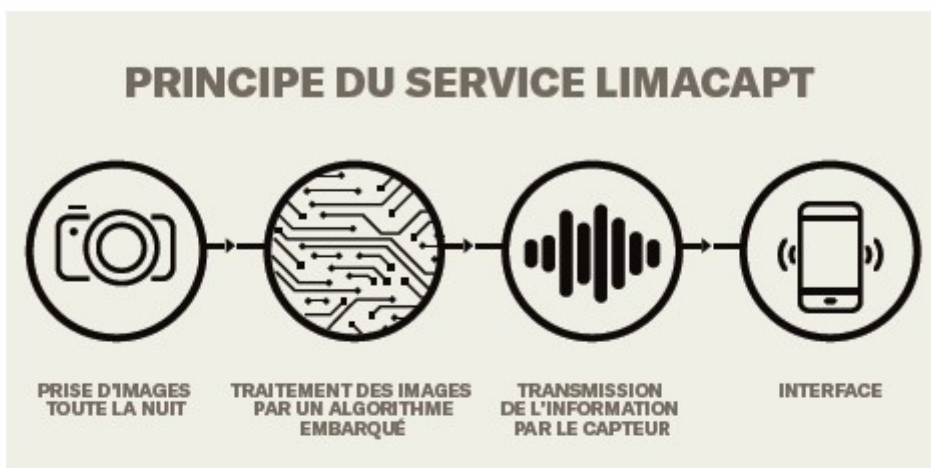 PRINCIPE DU SERVICE LIMACAPT
PRISE D'IMAGES
TOUTE LA NUIT
TRAITEMENT DES IMAGES
PAR UN ALGORITHME
EMBARQUÉ
TRANSMISSION
DE L'INFORMATION
PAR LE CAPTEUR
INTERFACE